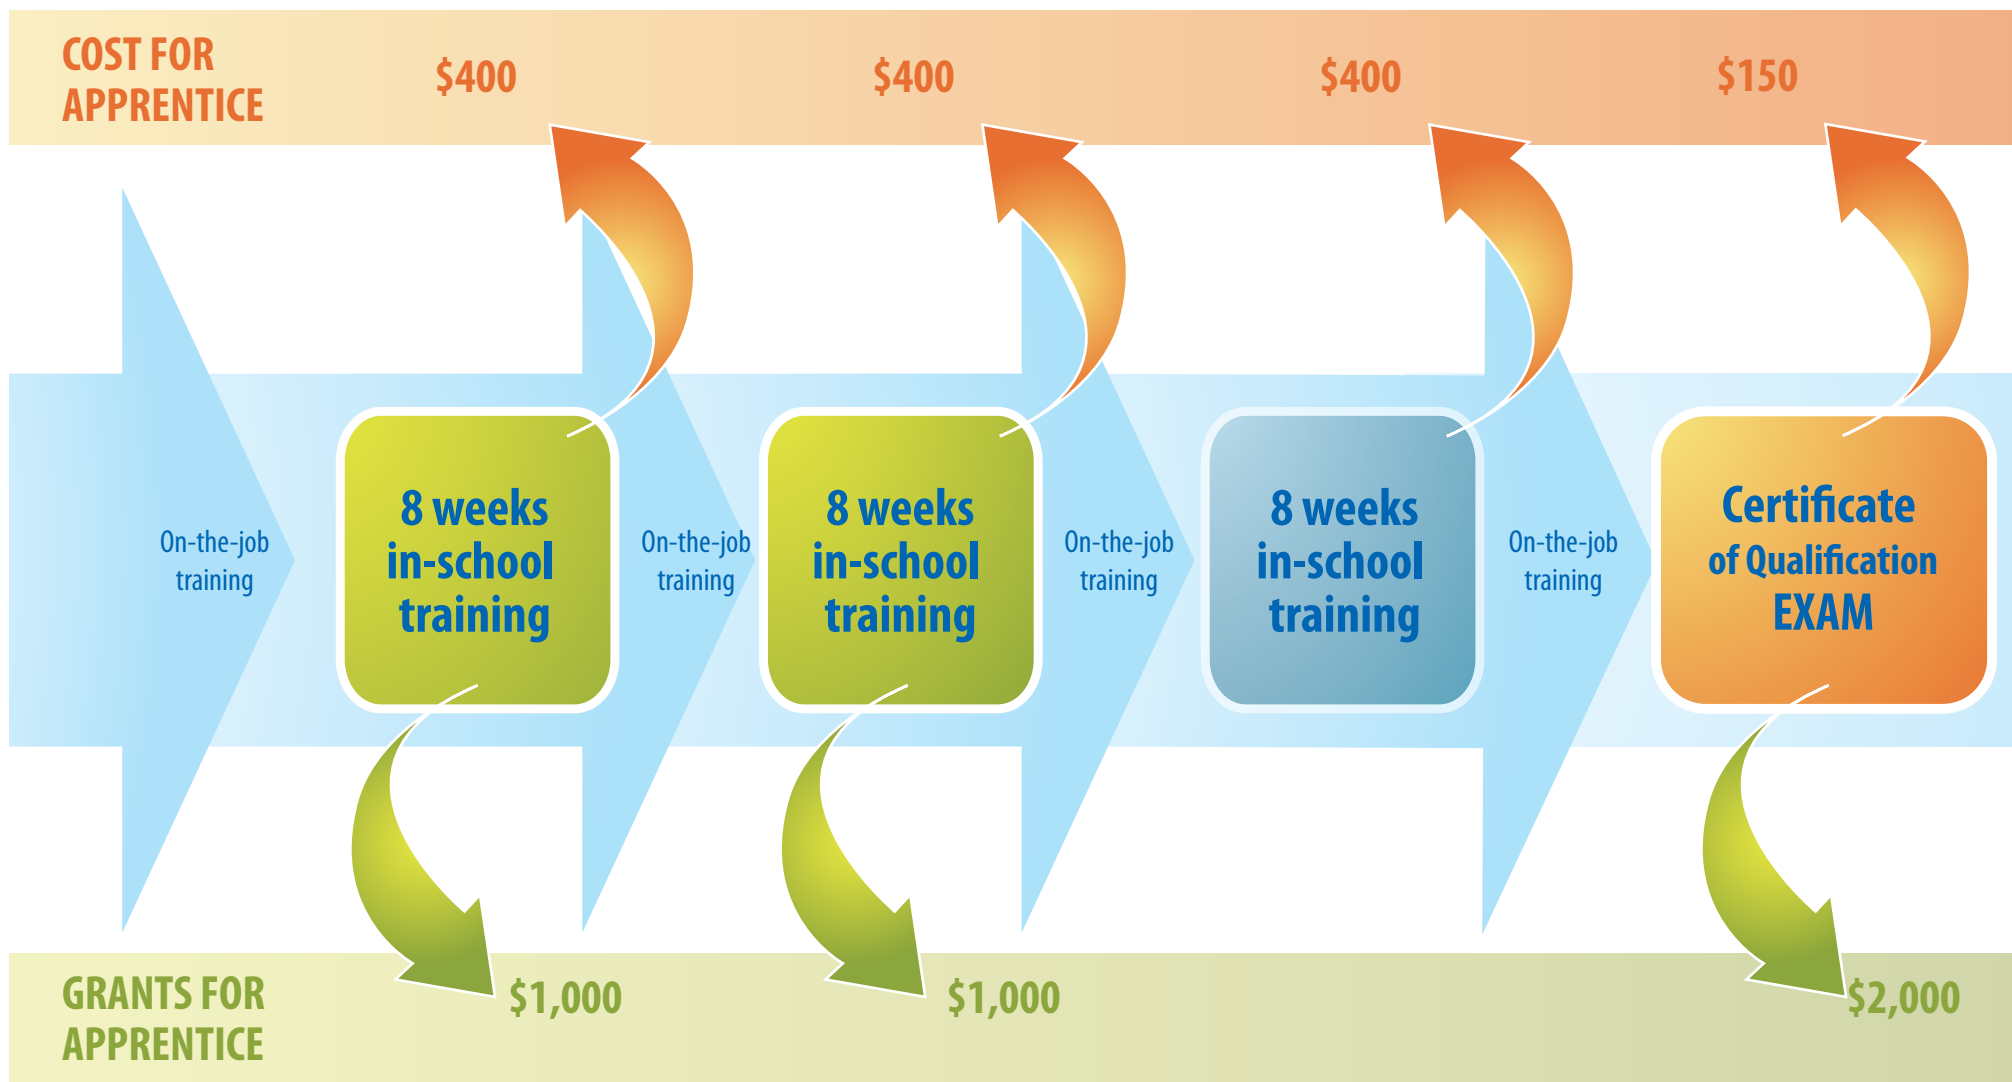 COST FOR
APPRENTICE
$400
$400
$400
$150
On-the-job
training
8 weeks
in-school
training
On-the-job
training
8 weeks
in-school
training
On-the-job
training
8 weeks
in-school
training
On-the-job
training
Certificate
of Qualification
EXAM
GRANTS FOR
APPRENTICE
$1,000
$1,000
$2,000